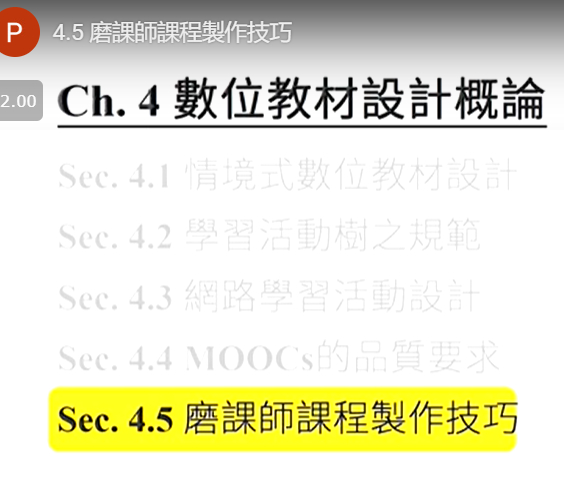 P 4.5 磨課師課程製作技巧
2.00
Ch. 4 數位教材設計概論
Sec. 4.1 情境式數位教材設計
Sec. 4.2 學習活動樹之規範
Sec. 4.3 網路學習活動設計
Sec. 4.4 MOOCs的品質要求
Sec. 4.5 磨課師課程製作技巧